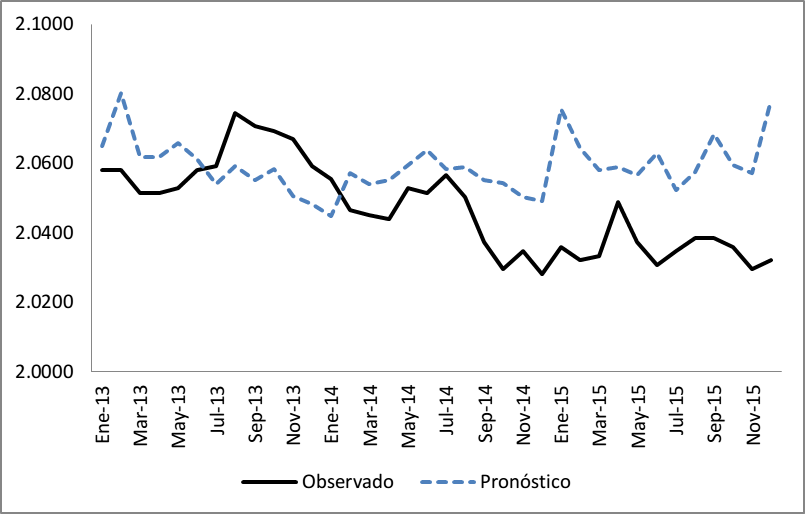 2.1000
2.0800
2.0600
2.0400
2.0200
2.0000
Ene-13
Mar-13
May-13
Jul-13
Sep-13
Nov-13
Ene-14
Mar-14
May-14
Jul-14
Sep-14
Nov-14
Ene-15
Mar-15
May-15
Jul-15
Sep-15
Nov-15
Observado Pronóstico